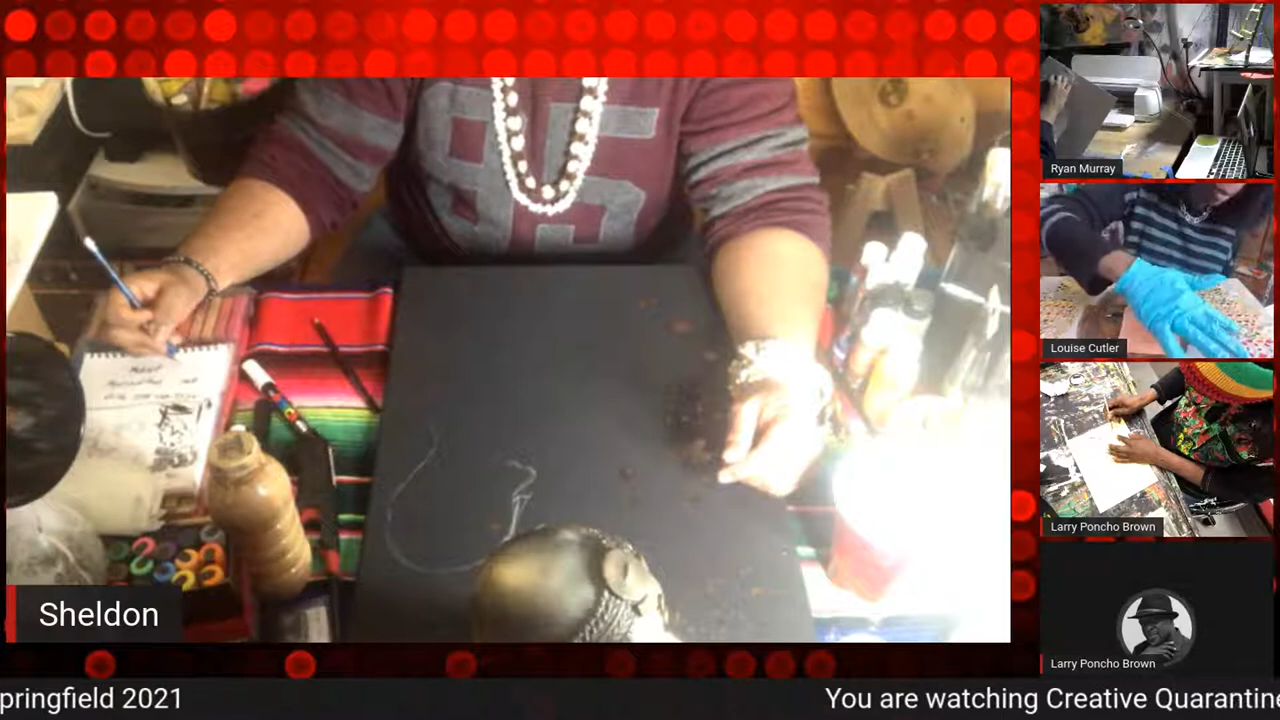 85
Sheldon
Ryan Murray
Louise Cutler
Larry Poncho Brown
Larry Poncho Brown
pringfield 2021
You are watching Creative Quarantine